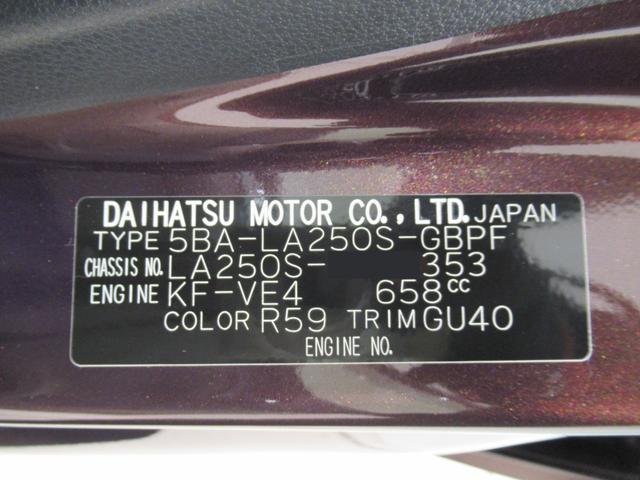 DAIHATSU MOTOR CO., LTD. JAPAN
TYPE 5BA-LA250S-GBPF
CHASSIS NO. LA250S- 353
ENGINE KF-VE4 658cc
COLOR R59 TRIM GU40
ENGINE NO.